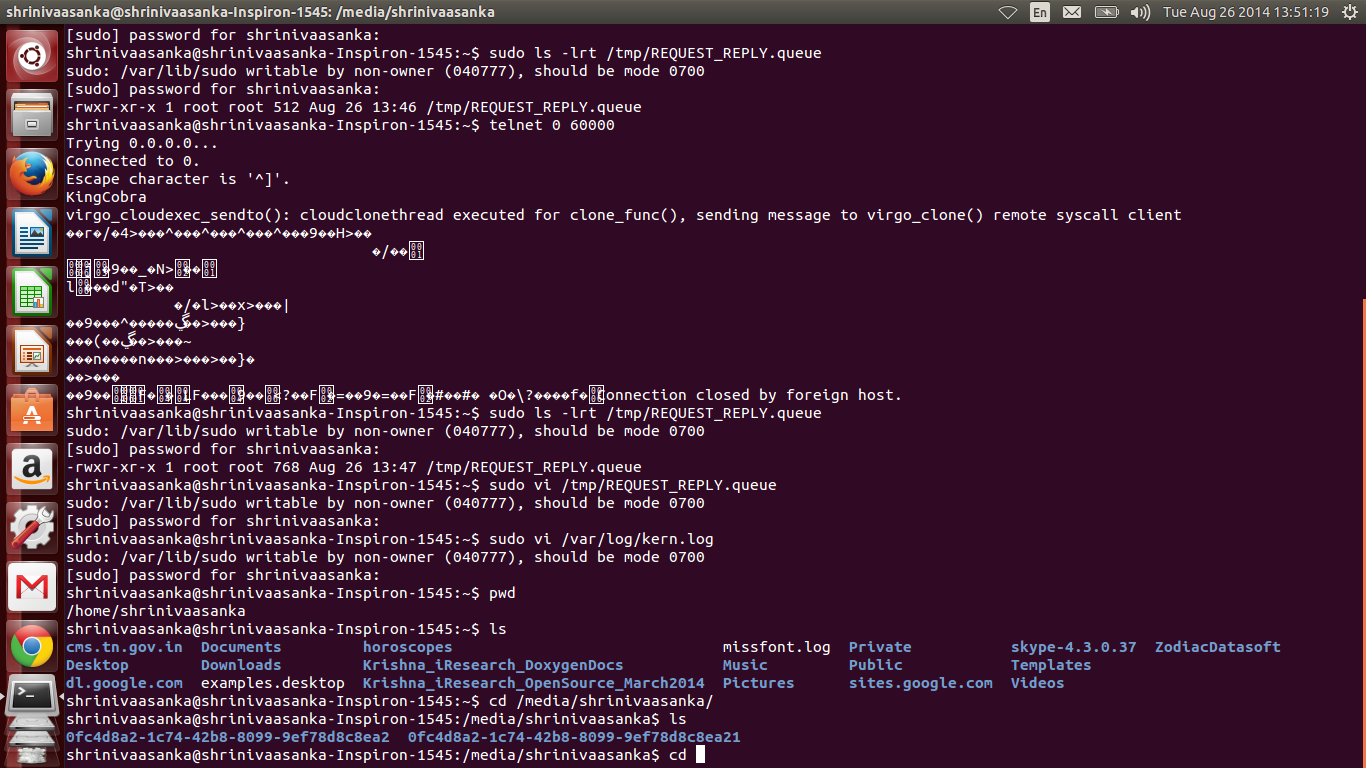 shrinivaasanka@shrinivaasanka-Inspiron-1545: /media/shrinivaasanka
En
Tue Aug 26 2014 13:51:19
[sudo] password for shrinivaasanka:
shrinivaasanka@shrinivaasanka-Inspiron-1545:~$ sudo ls -lrt /tmp/REQUEST_REPLY.queue
sudo: /var/lib/sudo writable by non-owner (040777), should be mode 0700
[sudo] password for shrinivaasanka:
-rwxr-xr-x 1 root root 512 Aug 26 13:46 /tmp/REQUEST_REPLY.queue
shrinivaasanka@shrinivaasanka-Inspiron-1545:~$ telnet 0 60000
Trying 0.0.0.0...
Connected to 0.
Escape character is '^]'.
KingCobra
virgo_cloudexec_sendto(): cloudclonethread executed for clone_func(), sending message to virgo_clone() remote syscall client
Connection closed by foreign host.
shrinivaasanka@shrinivaasanka-Inspiron-1545:~$ sudo ls -lrt /tmp/REQUEST_REPLY.queue
sudo: /var/lib/sudo writable by non-owner (040777), should be mode 0700
[sudo] password for shrinivaasanka:
-rwxr-xr-x 1 root root 768 Aug 26 13:47 /tmp/REQUEST_REPLY.queue
shrinivaasanka@shrinivaasanka-Inspiron-1545:~$ sudo vi /tmp/REQUEST_REPLY.queue
sudo: /var/lib/sudo writable by non-owner (040777), should be mode 0700
[sudo] password for shrinivaasanka:
shrinivaasanka@shrinivaasanka-Inspiron-1545:~$ sudo vi /var/log/kern.log
sudo: /var/lib/sudo writable by non-owner (040777), should be mode 0700
[sudo] password for shrinivaasanka:
shrinivaasanka@shrinivaasanka-Inspiron-1545:~$ pwd
/home/shrinivaasanka
shrinivaasanka@shrinivaasanka-Inspiron-1545:~$ ls
cms.tn.gov.in Documents horoscopes missfont.log Private skype-4.3.0.37 ZodiacDatasoft
Desktop Downloads Krishna_iResearch_DoxygenDocs Music Public Templates
dl.google.com examples.desktop Krishna_iResearch_OpenSource_March2014 Pictures sites.google.com Videos
shrinivaasanka@shrinivaasanka-Inspiron-1545:~$ cd /media/shrinivaasanka/
shrinivaasanka@shrinivaasanka-Inspiron-1545:/media/shrinivaasanka$ ls
0fc4d8a2-1c74-42b8-8099-9ef78d8c8ea2 0fc4d8a2-1c74-42b8-8099-9ef78d8c8ea21
shrinivaasanka@shrinivaasanka-Inspiron-1545:/media/shrinivaasanka$ cd